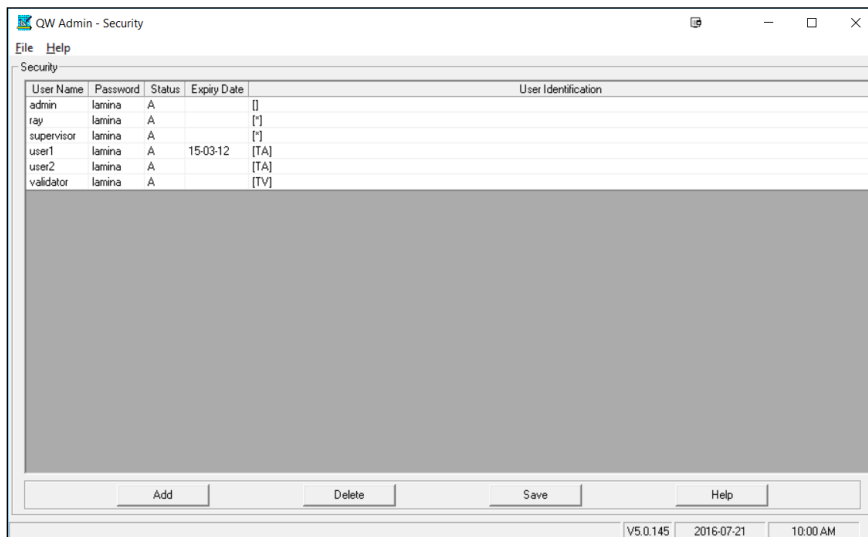 QW Admin - Security
File Help
Security
User Name Password Status Expiry Date User Identification
admin lamina A []
ray lamina A [*]
supervisor lamina A [*]
user1 lamina A 15-03-12 [TA]
user2 lamina A [TA]
validator lamina A [TV]
Add Delete Save Help
V5.0.145 2016-07-21 10:00 AM